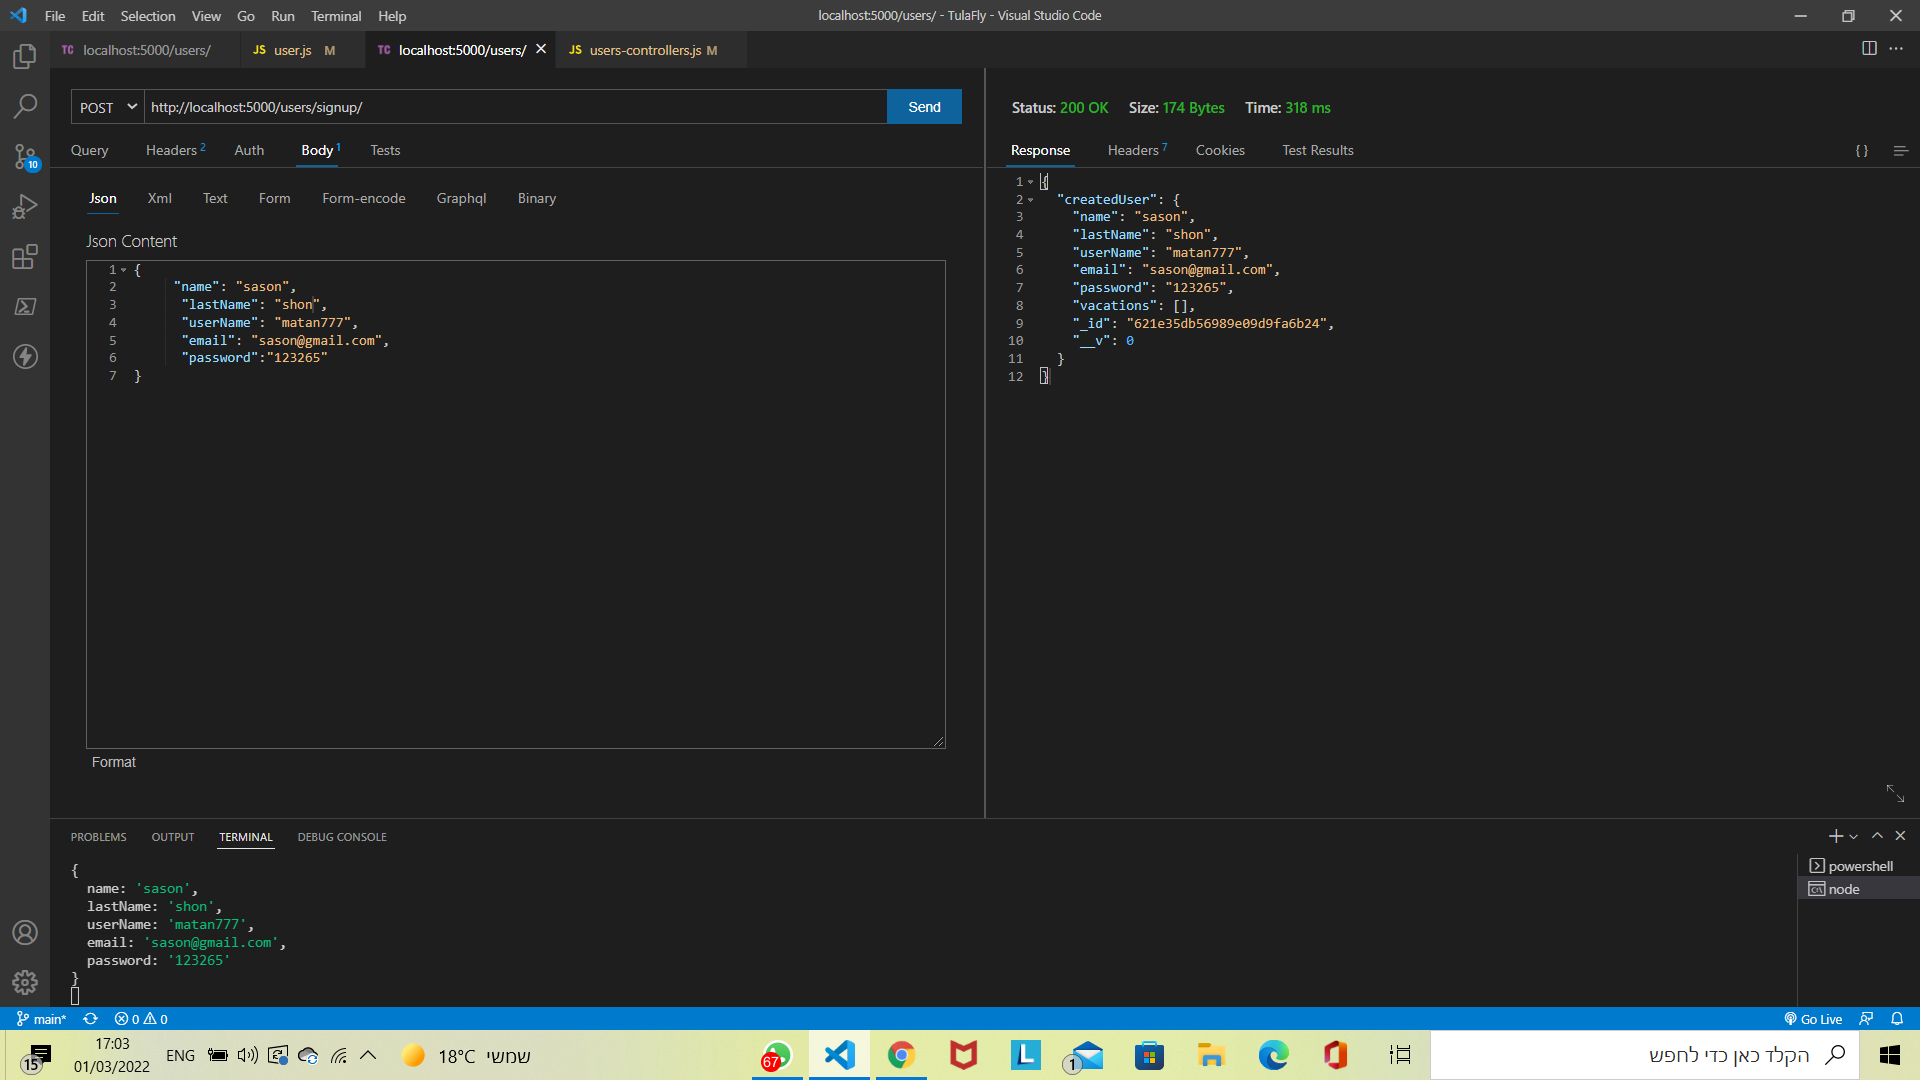 File Edit Selection View Go Run Terminal Help
localhost:5000/users/ - TulaFly - Visual Studio Code
TC localhost:5000/users/
JS user.js M
TC localhost:5000/users/
JS users-controllers.js M
POST
http://localhost:5000/users/signup/
Send
Query Headers 2 Auth Body 1 Tests
Json Xml Text Form Form-encode Graphql Binary
Json Content
1 {
2 "name": "sason",
3 "lastName": "shon",
4 "userName": "matan777",
5 "email": "sason@gmail.com",
6 "password":"123265"
7 }
Format
Status: 200 OK Size: 174 Bytes Time: 318 ms
Response Headers 7 Cookies Test Results
{ }
1 {
2 "createdUser": {
3 "name": "sason",
4 "lastName": "shon",
5 "userName": "matan777",
6 "email": "sason@gmail.com",
7 "password": "123265",
8 "vacations": [],
9 "_id": "621e35db56989e09d9fa6b24",
10 "__v": 0
11 }
12 }
10
PROBLEMS OUTPUT TERMINAL DEBUG CONSOLE
{
name: 'sason',
lastName: 'shon',
userName: 'matan777',
email: 'sason@gmail.com',
password: '123265'
}
powershell
node
main* 0 0
Go Live
15
17:03
01/03/2022
ENG
18°C שמשי
67
L
1
הקלד כאן כדי לחפש